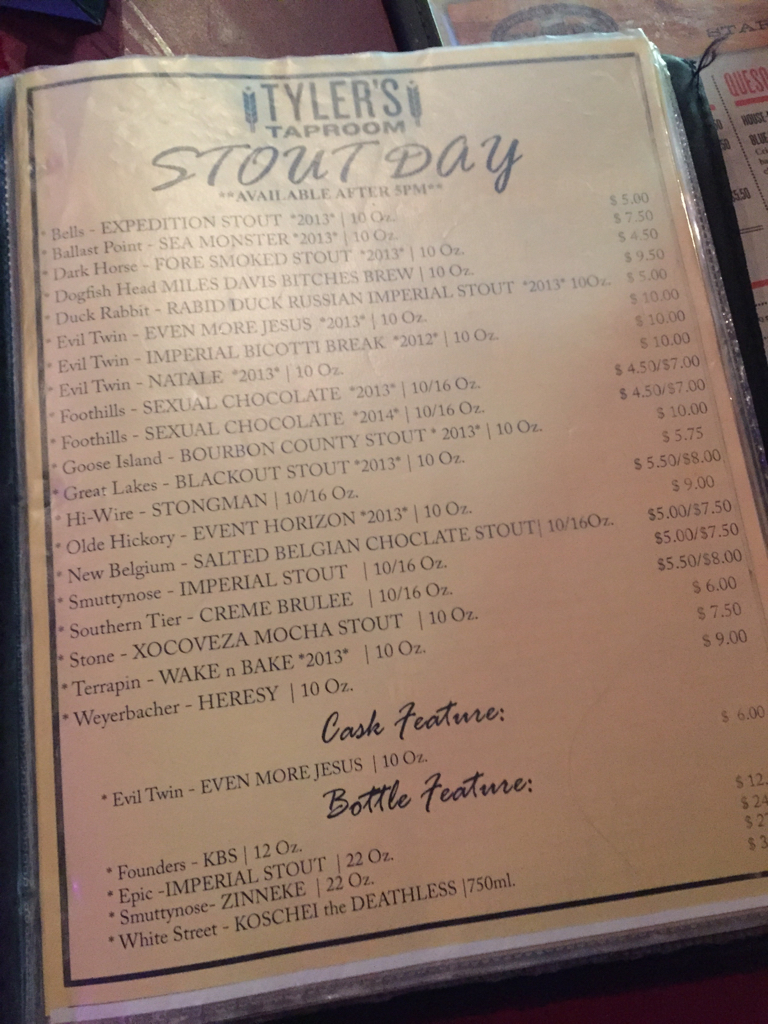 TYLER'S
TAPROOM
STOUT DAY
**AVAILABLE AFTER 5PM**
* Bells - EXPEDITION STOUT *2013* | 10 Oz. $ 5.00
* Ballast Point - SEA MONSTER *2013* | 10 Oz. $ 7.50
* Dark Horse - FORE SMOKED STOUT *2013* | 10 Oz. $ 4.50
* Dogfish Head MILES DAVIS BITCHES BREW | 10 Oz. $ 9.50
* Duck Rabbit - RABID DUCK RUSSIAN IMPERIAL STOUT *2013* 10Oz. $ 5.00
* Evil Twin - EVEN MORE JESUS *2013* | 10 Oz. $ 10.00
* Evil Twin - IMPERIAL BICOTTI BREAK *2012* | 10 Oz. $ 10.00
* Evil Twin - NATALE *2013* | 10 Oz. $ 10.00
* Foothills - SEXUAL CHOCOLATE *2013* | 10/16 Oz. $ 4.50/$7.00
* Foothills - SEXUAL CHOCOLATE *2014* | 10/16 Oz. $ 4.50/$7.00
* Goose Island - BOURBON COUNTY STOUT * 2013* | 10 Oz. $ 10.00
* Great Lakes - BLACKOUT STOUT *2013* | 10 Oz. $ 5.75
* Hi-Wire - STONGMAN | 10/16 Oz. $ 5.50/$8.00
* Olde Hickory - EVENT HORIZON *2013* | 10 Oz. $ 9.00
* New Belgium - SALTED BELGIAN CHOCLATE STOUT| 10/16Oz. $5.00/$7.50
* Smuttynose - IMPERIAL STOUT | 10/16 Oz. $5.00/$7.50
* Southern Tier - CREME BRULEE | 10/16 Oz. $5.50/$8.00
* Stone - XOCOVEZA MOCHA STOUT | 10 Oz. $ 6.00
* Terrapin - WAKE n BAKE *2013* | 10 Oz. $ 7.50
* Weyerbacher - HERESY | 10 Oz. $ 9.00
Cask Feature:
* Evil Twin - EVEN MORE JESUS | 10 Oz. $ 6.00
Bottle Feature:
* Founders - KBS | 12 Oz. $ 12.
* Epic -IMPERIAL STOUT | 22 Oz. $ 24
* Smuttynose- ZINNEKE | 22 Oz. $ 2
* White Street - KOSCHEI the DEATHLESS |750ml. $ 3
QUESO